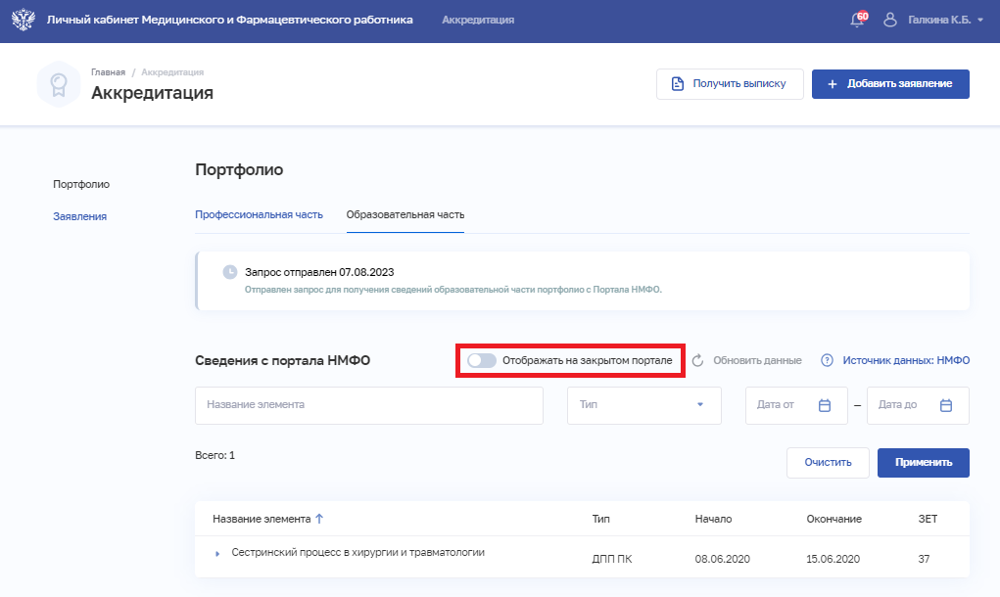 Личный кабинет Медицинского и Фармацевтического работника Аккредитация 60 Галкина К.Б.
Главная / Аккредитация
Аккредитация
Получить выписку
+ Добавить заявление
Портфолио
Заявления
Портфолио
Профессиональная часть Образовательная часть
Запрос отправлен 07.08.2023
Отправлен запрос для получения сведений образовательной части портфолио с Портала НМФО.
Сведения с портала НМФО Отображать на закрытом портале Обновить данные ? Источник данных: НМФО
Название элемента Тип Дата от – Дата до
Всего: 1
Очистить Применить
Название элемента ↑ Тип Начало Окончание ЗЕТ
Сестринский процесс в хирургии и травматологии ДПП ПК 08.06.2020 15.06.2020 37